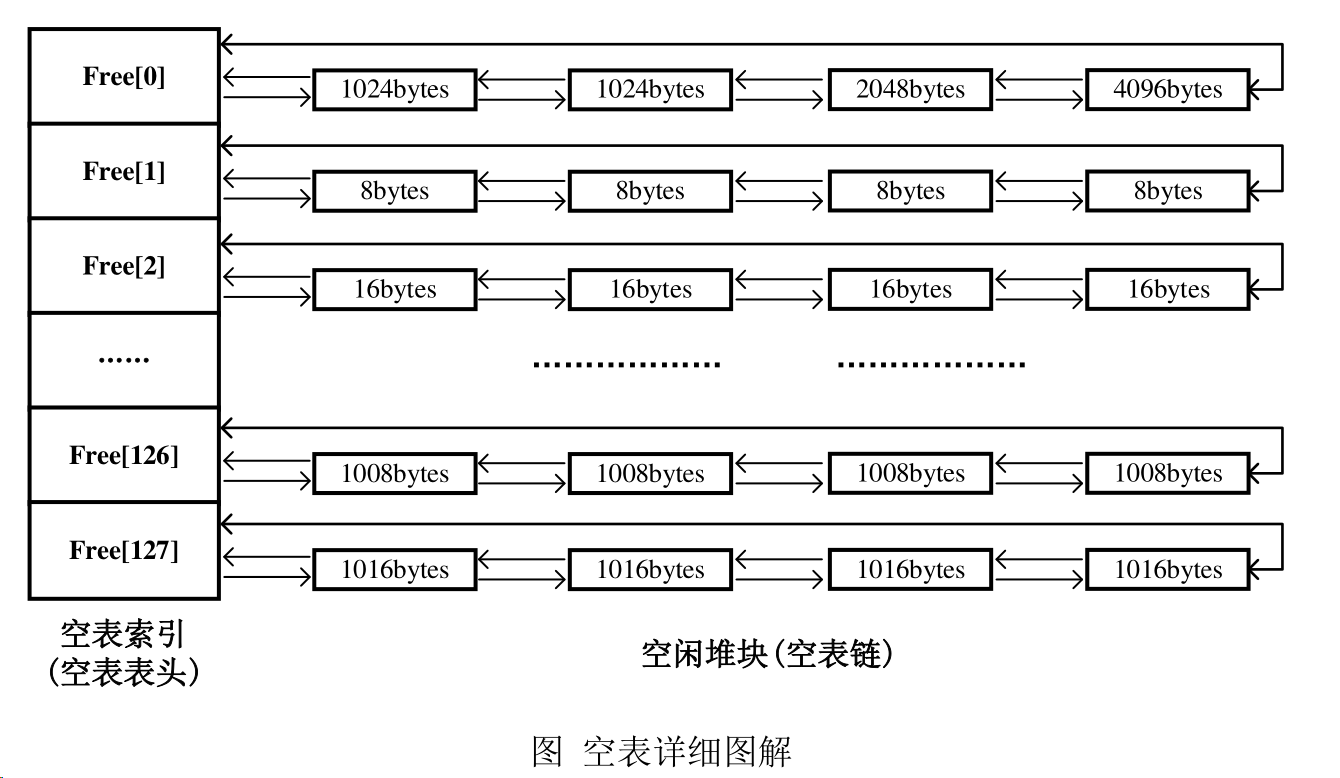 Free[0]
1024bytes 1024bytes 2048bytes 4096bytes
Free[1]
8bytes 8bytes 8bytes 8bytes
Free[2]
16bytes 16bytes 16bytes 16bytes
……
Free[126]
1008bytes 1008bytes 1008bytes 1008bytes
Free[127]
1016bytes 1016bytes 1016bytes 1016bytes
空表索引
(空表表头)
空闲堆块(空表链)
图 空表详细图解